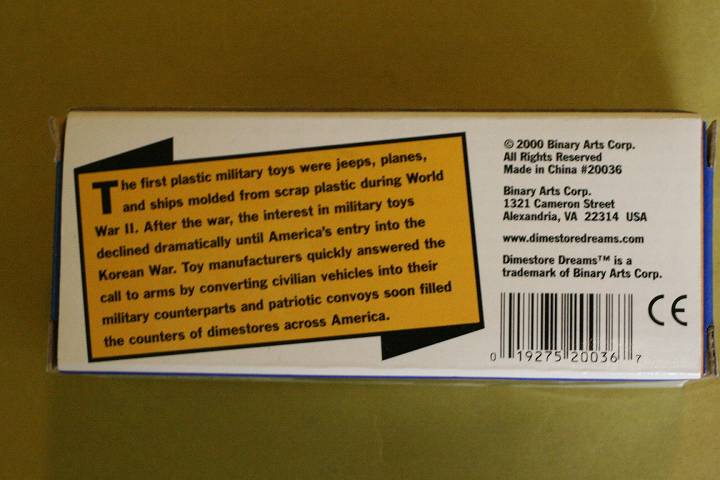 The first plastic military toys were jeeps, planes,
and ships molded from scrap plastic during World
War II. After the war, the interest in military toys
declined dramatically until America's entry into the
Korean War. Toy manufacturers quickly answered the
call to arms by converting civilian vehicles into their
military counterparts and patriotic convoys soon filled
the counters of dimestores across America.
© 2000 Binary Arts Corp.
All Rights Reserved
Made in China #20036
Binary Arts Corp.
1321 Cameron Street
Alexandria, VA 22314 USA
www.dimestoredreams.com
Dimestore Dreams™ is a
trademark of Binary Arts Corp.
CE
0 19275 20036 7